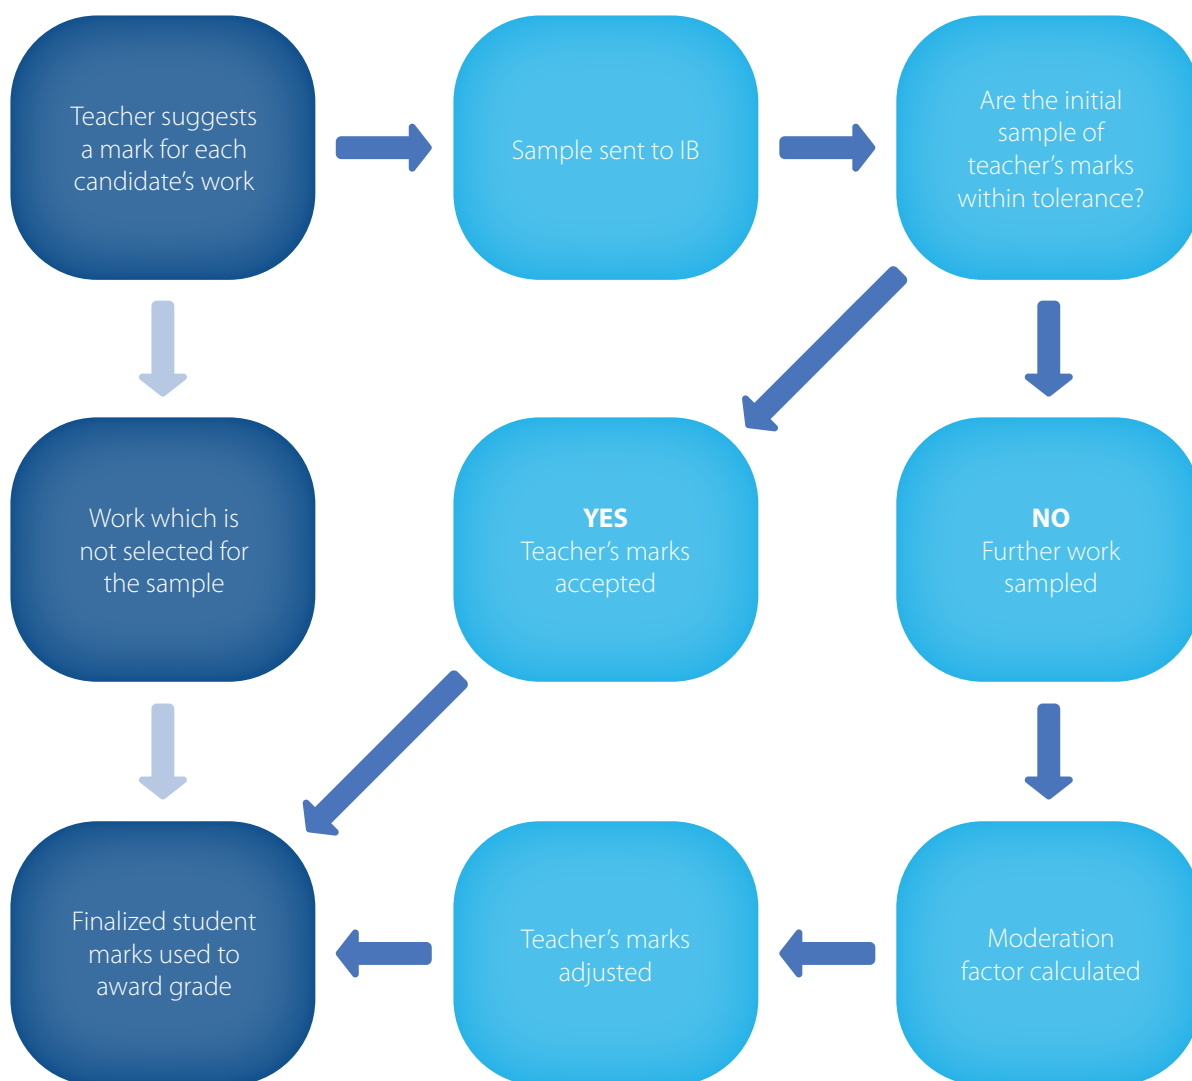 Teacher suggests
a mark for each
candidate’s work
Sample sent to IB
Are the initial
sample of
teacher’s marks
within tolerance?
Work which is
not selected for
the sample
YES
Teacher’s marks
accepted
NO
Further work
sampled
Finalized student
marks used to
award grade
Teacher’s marks
adjusted
Moderation
factor calculated